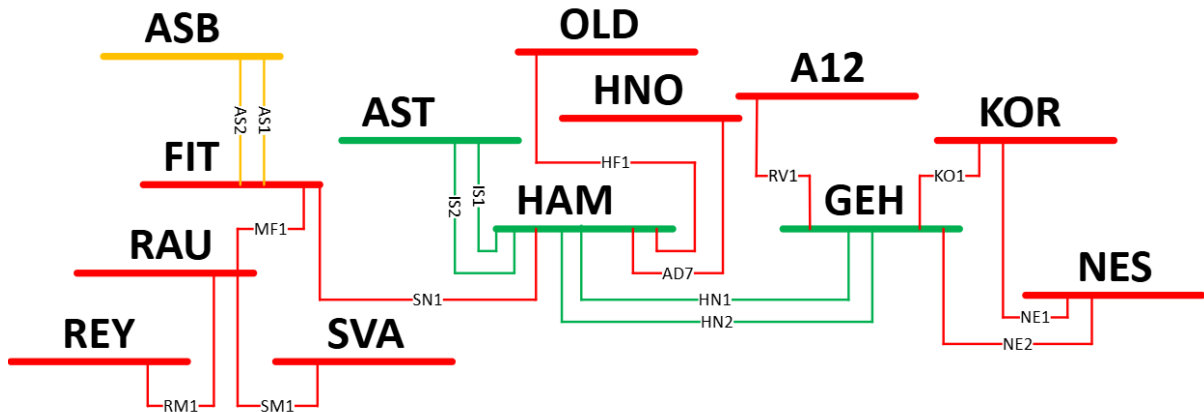 ASB
OLD
A12
HNO
KOR
AST
AS2
AS1
FIT
HF1
RV1
KO1
IS2
IS1
HAM
GEH
MF1
RAU
AD7
NES
SN1
HN1
HN2
NE1
NE2
REY
SVA
RM1
SM1